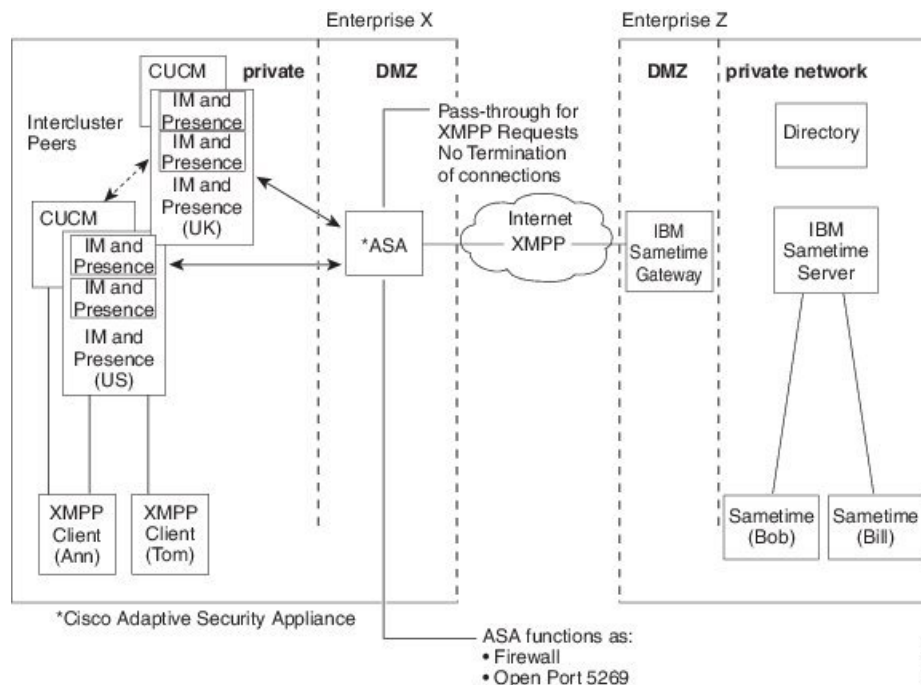 Enterprise X
Enterprise Z
CUCM
private
DMZ
DMZ
private network
IM and
Presence
IM and
Presence
IM and
Presence
(UK)
Intercluster
Peers
Pass-through for
XMPP Requests
No Termination
of connections
Directory
CUCM
IM and
Presence
IM and
Presence
IM and
Presence
(US)
*ASA
Internet
XMPP
IBM
Sametime
Gateway
IBM
Sametime
Server
XMPP
Client
(Ann)
XMPP
Client
(Tom)
Sametime
(Bob)
Sametime
(Bill)
*Cisco Adaptive Security Appliance
ASA functions as:
• Firewall
• Open Port 5269